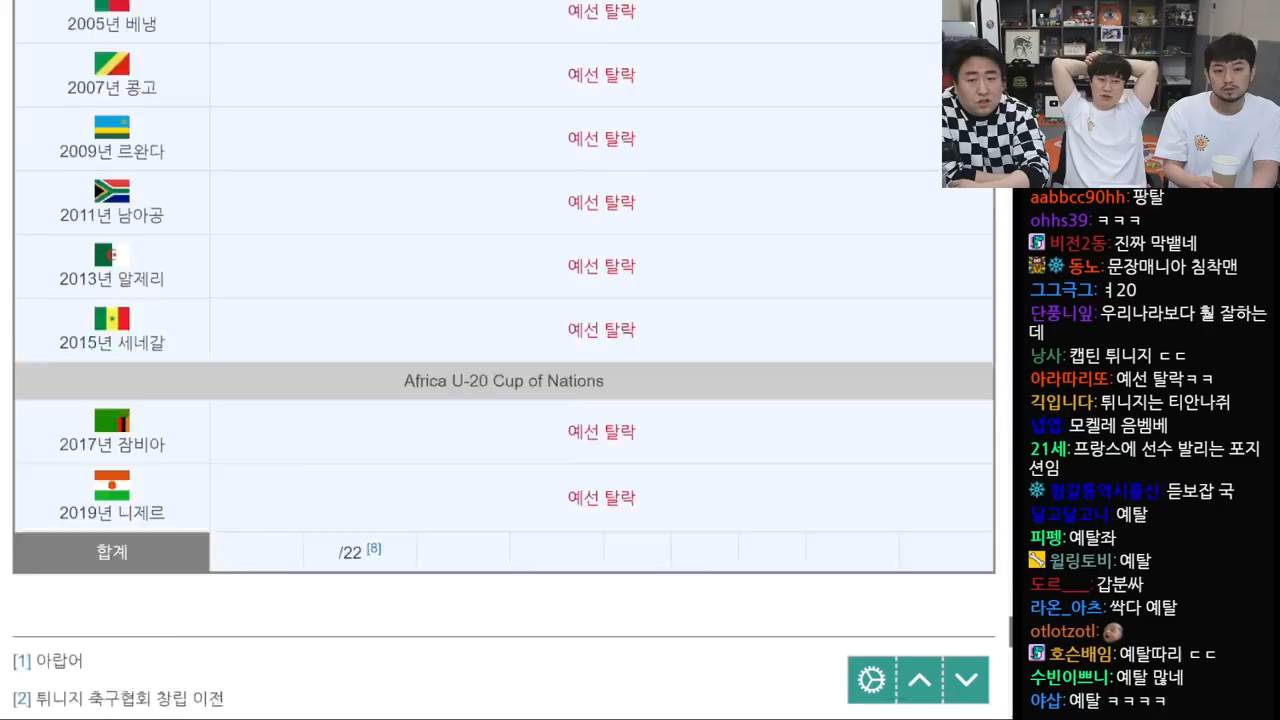 2005년 베냉
예선 탈락
2007년 콩고
예선 탈락
2009년 르완다
예선 탈락
2011년 남아공
예선 탈락
2013년 알제리
예선 탈락
2015년 세네갈
예선 탈락
Africa U-20 Cup of Nations
2017년 잠비아
예선 탈락
2019년 니제르
예선 탈락
합계
/22 [8]
[1] 아랍어
[2] 튀니지 축구협회 창립 이전
aabbcc90hh: 팡탈
ohhs39: ㅋㅋㅋ
비전2동: 진짜 막뱉네
동노: 문장매니아 침착맨
그그극그: ㅕ20
단풍니잎: 우리나라보다 훨 잘하는
데
낭사: 캡틴 튀니지 ㄷㄷ
아라따리또: 예선 탈락ㅋㅋ
긱입니다: 튀니지는 티안나쥐
모켈레 음벰베
21세: 프랑스에 선수 발리는 포지
션임
듣보잡 국
달고달고니: 예탈
피펭: 예탈좌
윌링토비: 예탈
도르___: 갑분싸
라온_아츠: 싹다 예탈
otlotzotl:
호슨배임: 예탈따리 ㄷㄷ
수빈이쁘니: 예탈 많네
야삽: 예탈 ㅋㅋㅋㅋ